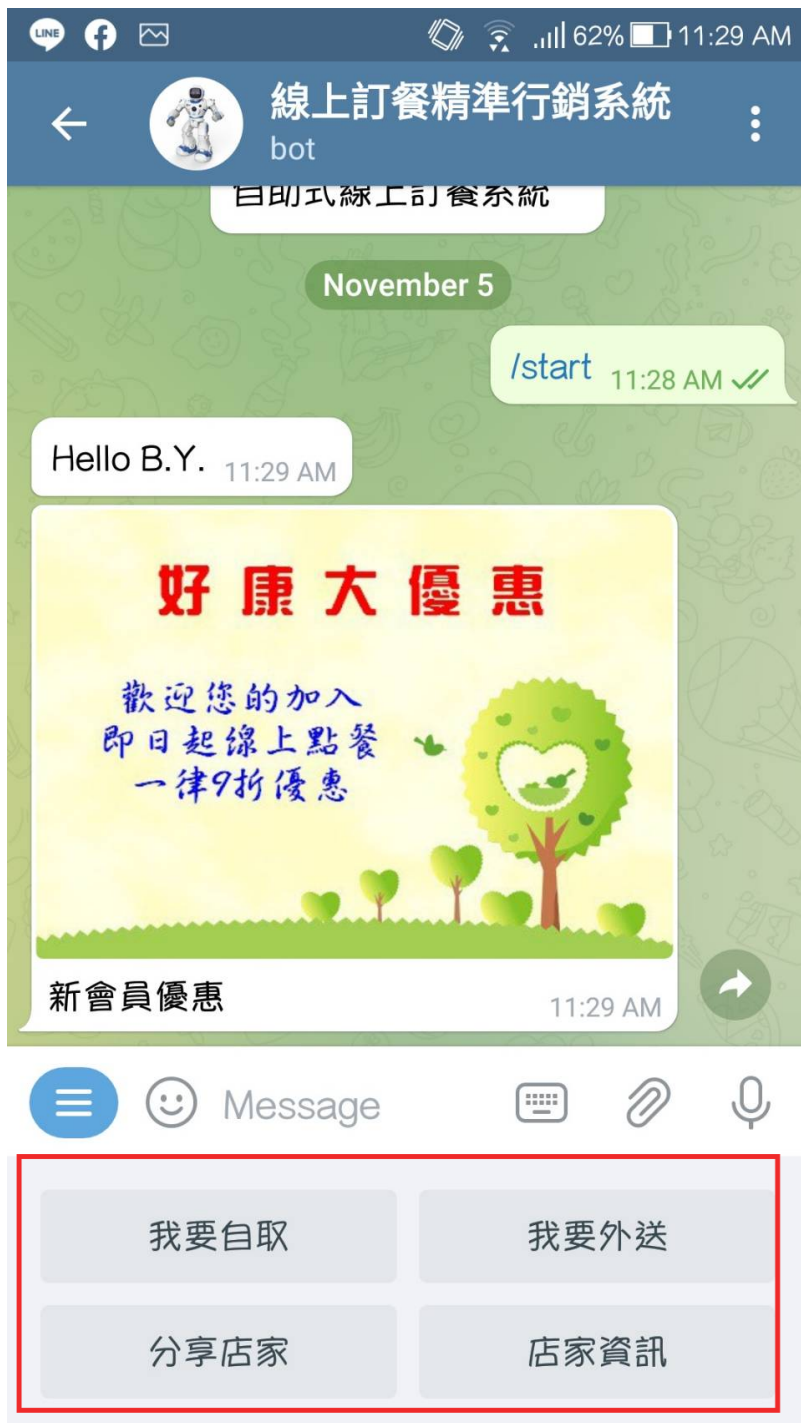 LINE
62% 11:29 AM
線上訂餐精準行銷系統
bot
自助式線上訂餐系統
November 5
/start 11:28 AM
Hello B.Y. 11:29 AM
好康大優惠
歡迎您的加入
即日起線上點餐
一律9折優惠
新會員優惠 11:29 AM
Message
我要自取 我要外送
分享店家 店家資訊